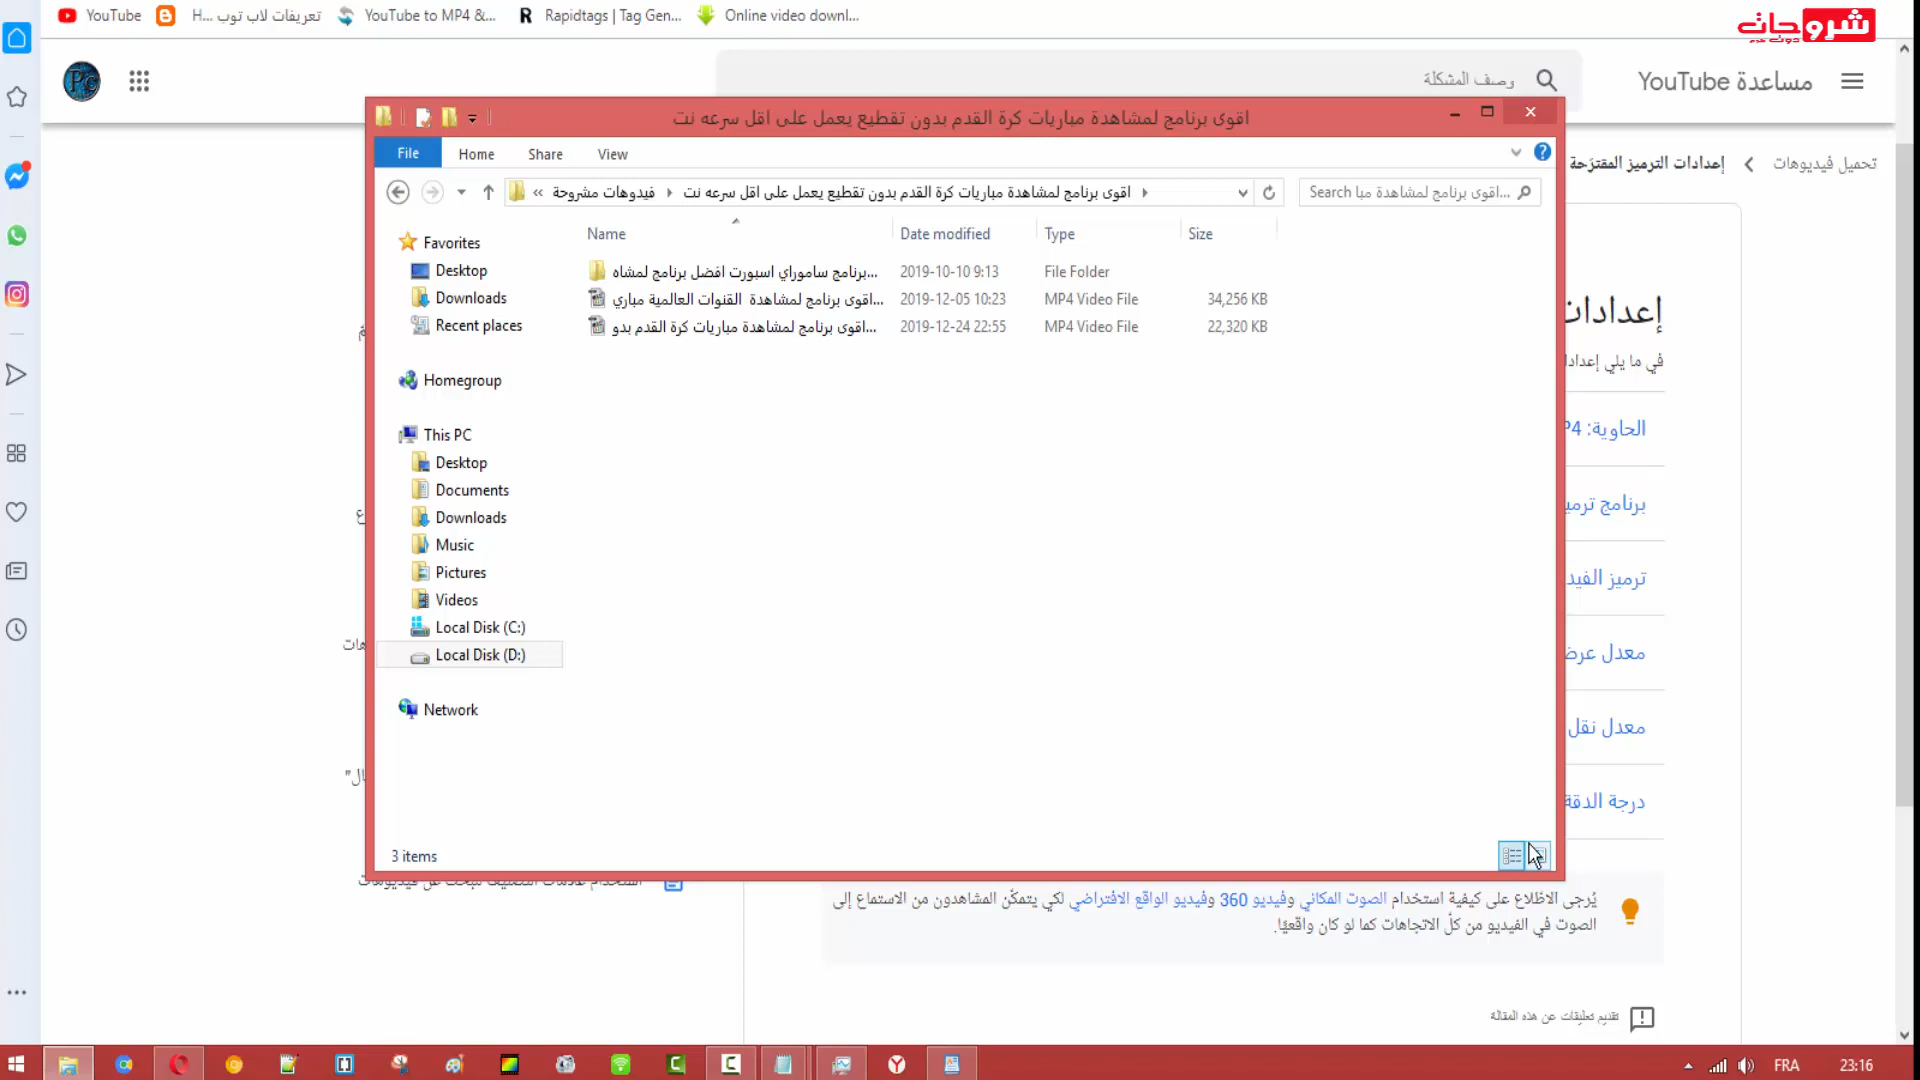 YouTube
تعريفات لاب توب ...H
YouTube to MP4 &...
Rapidtags | Tag Gen...
Online video downl...
شروحات
مساعدة YouTube
وصف المشكلة
اقوى برنامج لمشاهدة مباريات كرة القدم بدون تقطيع يعمل على اقل سرعه نت
File
Home
Share
View
تحميل فيديوهات
إعدادات الترميز المقترَحة
« فيدوهات مشروحة
اقوى برنامج لمشاهدة مباريات كرة القدم بدون تقطيع يعمل على اقل سرعه نت
Search اقوى برنامج لمشاهدة مبا...
Name
Date modified
Type
Size
برنامج ساموراي اسبورت افضل برنامج لمشاه...
2019-10-10 9:13
File Folder
اقوى برنامج لمشاهدة القنوات العالمية مباري...
2019-12-05 10:23
MP4 Video File
34,256 KB
اقوى برنامج لمشاهدة مباريات كرة القدم بدو...
2019-12-24 22:55
MP4 Video File
22,320 KB
Favorites
Desktop
Downloads
Recent places
Homegroup
This PC
Desktop
Documents
Downloads
Music
Pictures
Videos
Local Disk (C:)
Local Disk (D:)
Network
3 items
إعدادات
في ما يلي إعدادا
الحاوية: P4
برنامج ترمي
ترميز الفيد
معدل عرض
معدل نقل
درجة الدقة
يُرجى الاطّلاع على كيفية استخدام الصوت المكاني وفيديو 360 وفيديو الواقع الافتراضي لكي يتمكّن المشاهدون من الاستماع إلى
الصوت في الفيديو من كلّ الاتجاهات كما لو كان واقعيًا.
تقديم تعليقات عن هذه المقالة
FRA
23:16